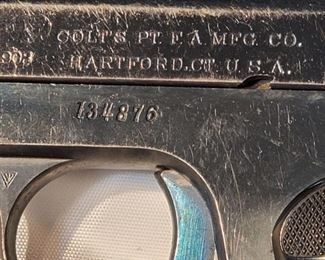 COLT'S PT. F. A. MFG. CO.
HARTFORD. CT. U. S. A.
134876
V